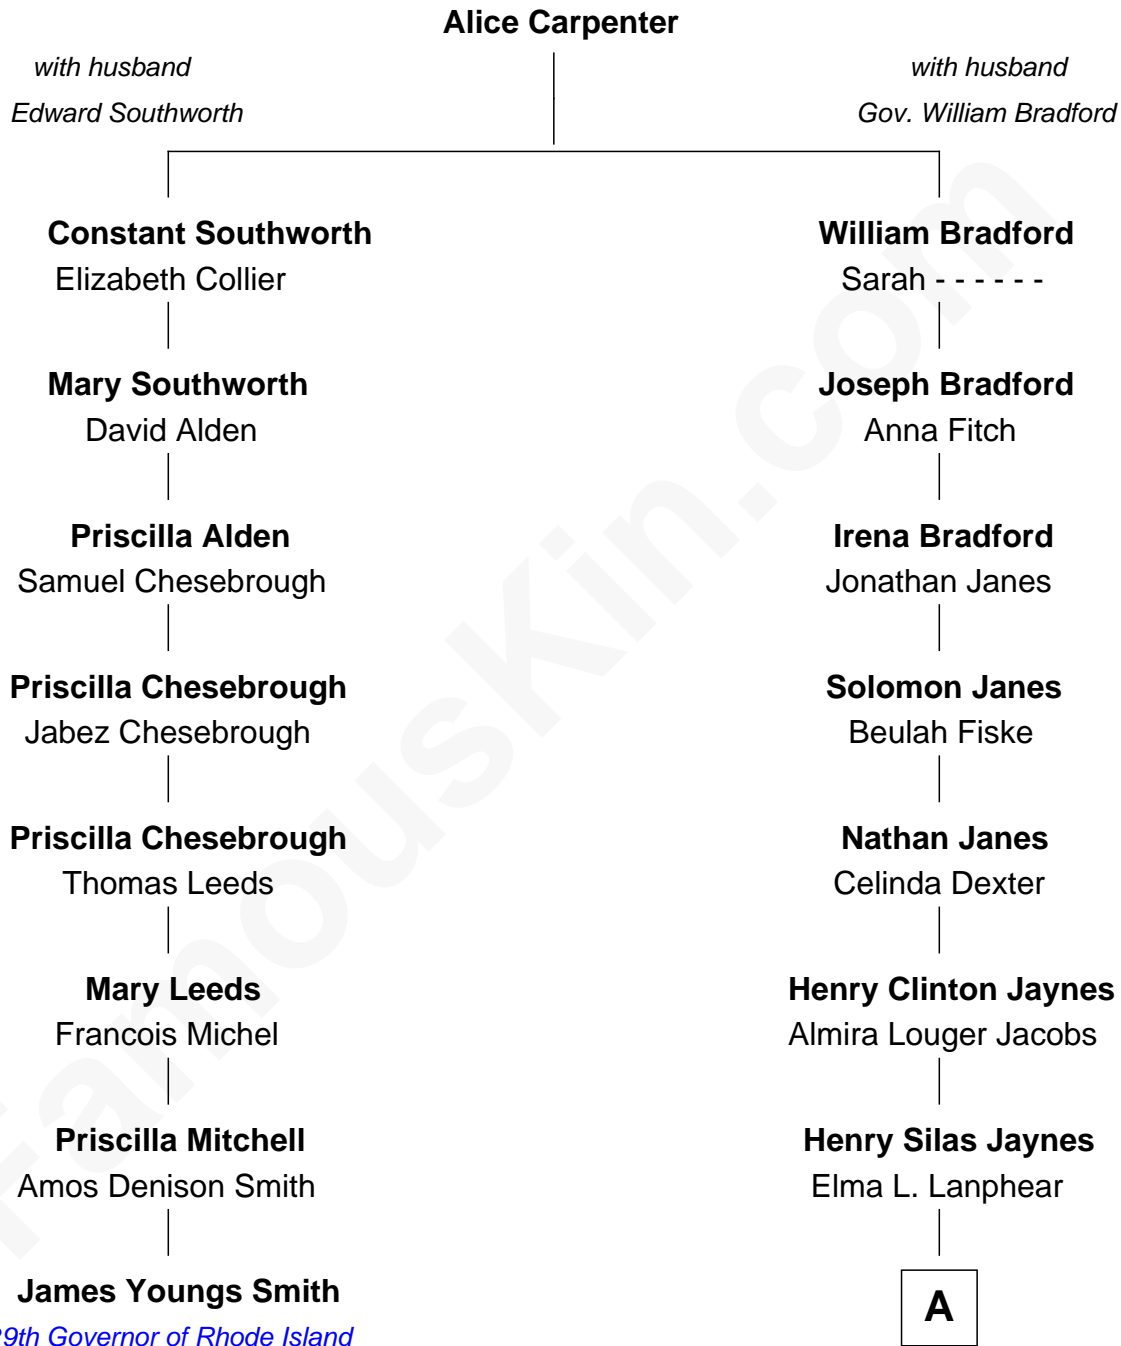 Alice Carpenter
with husband
Edward Southworth
with husband
Gov. William Bradford
Constant Southworth
Elizabeth Collier
William Bradford
Sarah - - - - - -
Mary Southworth
David Alden
Joseph Bradford
Anna Fitch
Priscilla Alden
Samuel Chesebrough
Irena Bradford
Jonathan Janes
Priscilla Chesebrough
Jabez Chesebrough
Solomon Janes
Beulah Fiske
Priscilla Chesebrough
Thomas Leeds
Nathan Janes
Celinda Dexter
Mary Leeds
Francois Michel
Henry Clinton Jaynes
Almira Louger Jacobs
Priscilla Mitchell
Amos Denison Smith
Henry Silas Jaynes
Elma L. Lanphear
James Youngs Smith
9th Governor of Rhode Island
A
FamousKin.com